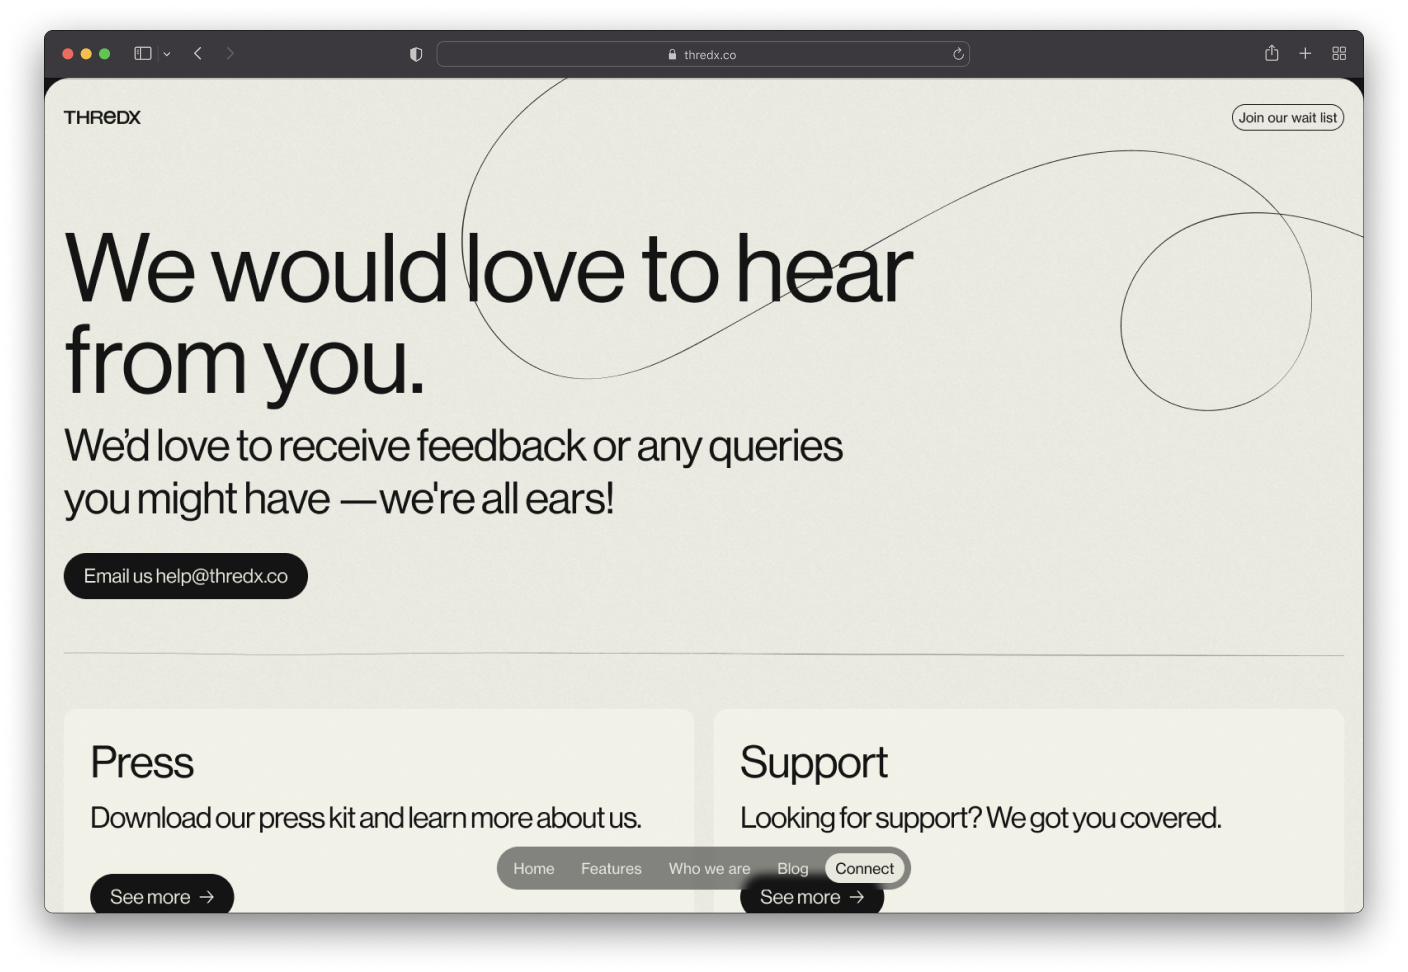 thredx.co
THReDX
Join our wait list
We would love to hear
from you.
We’d love to receive feedback or any queries
you might have —we're all ears!
Email us help@thredx.co
Press
Download our press kit and learn more about us.
See more →
Support
Looking for support? We got you covered.
See more →
Home Features Who we are Blog Connect